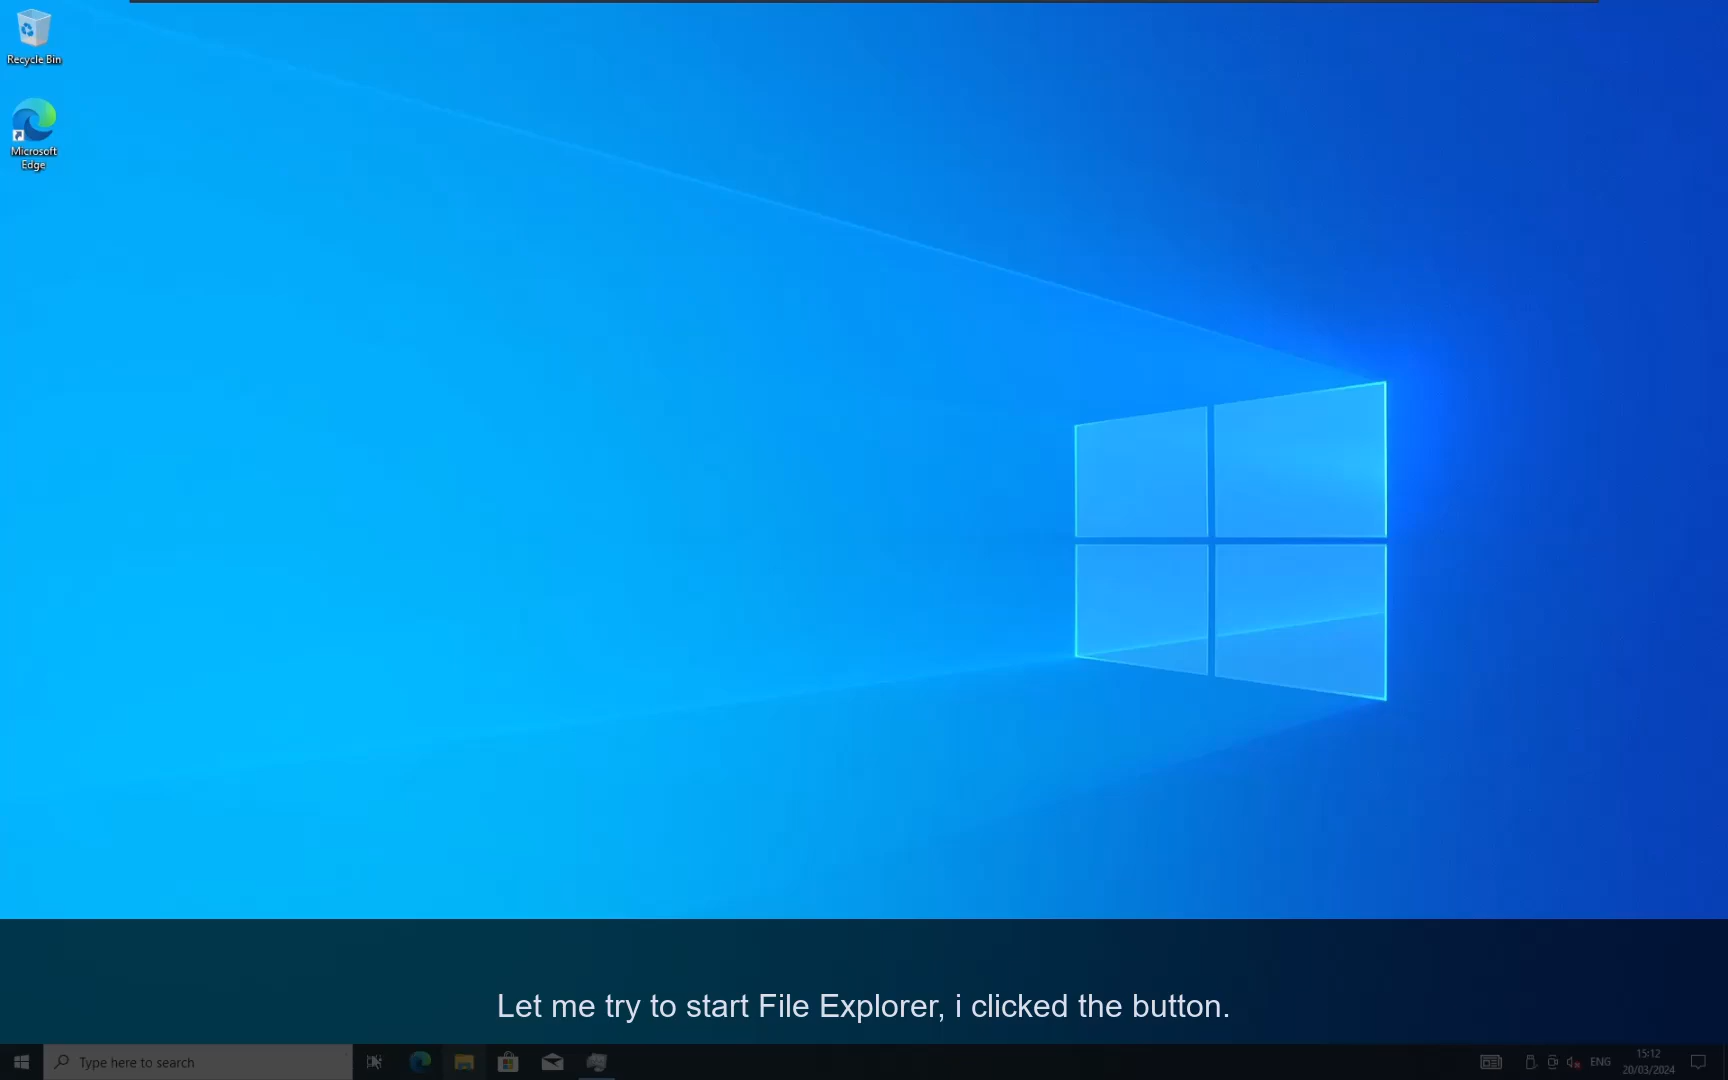 Recycle Bin
Microsoft
Edge
Let me try to start File Explorer, i clicked the button.
Type here to search
ENG
15:12
20/03/2024